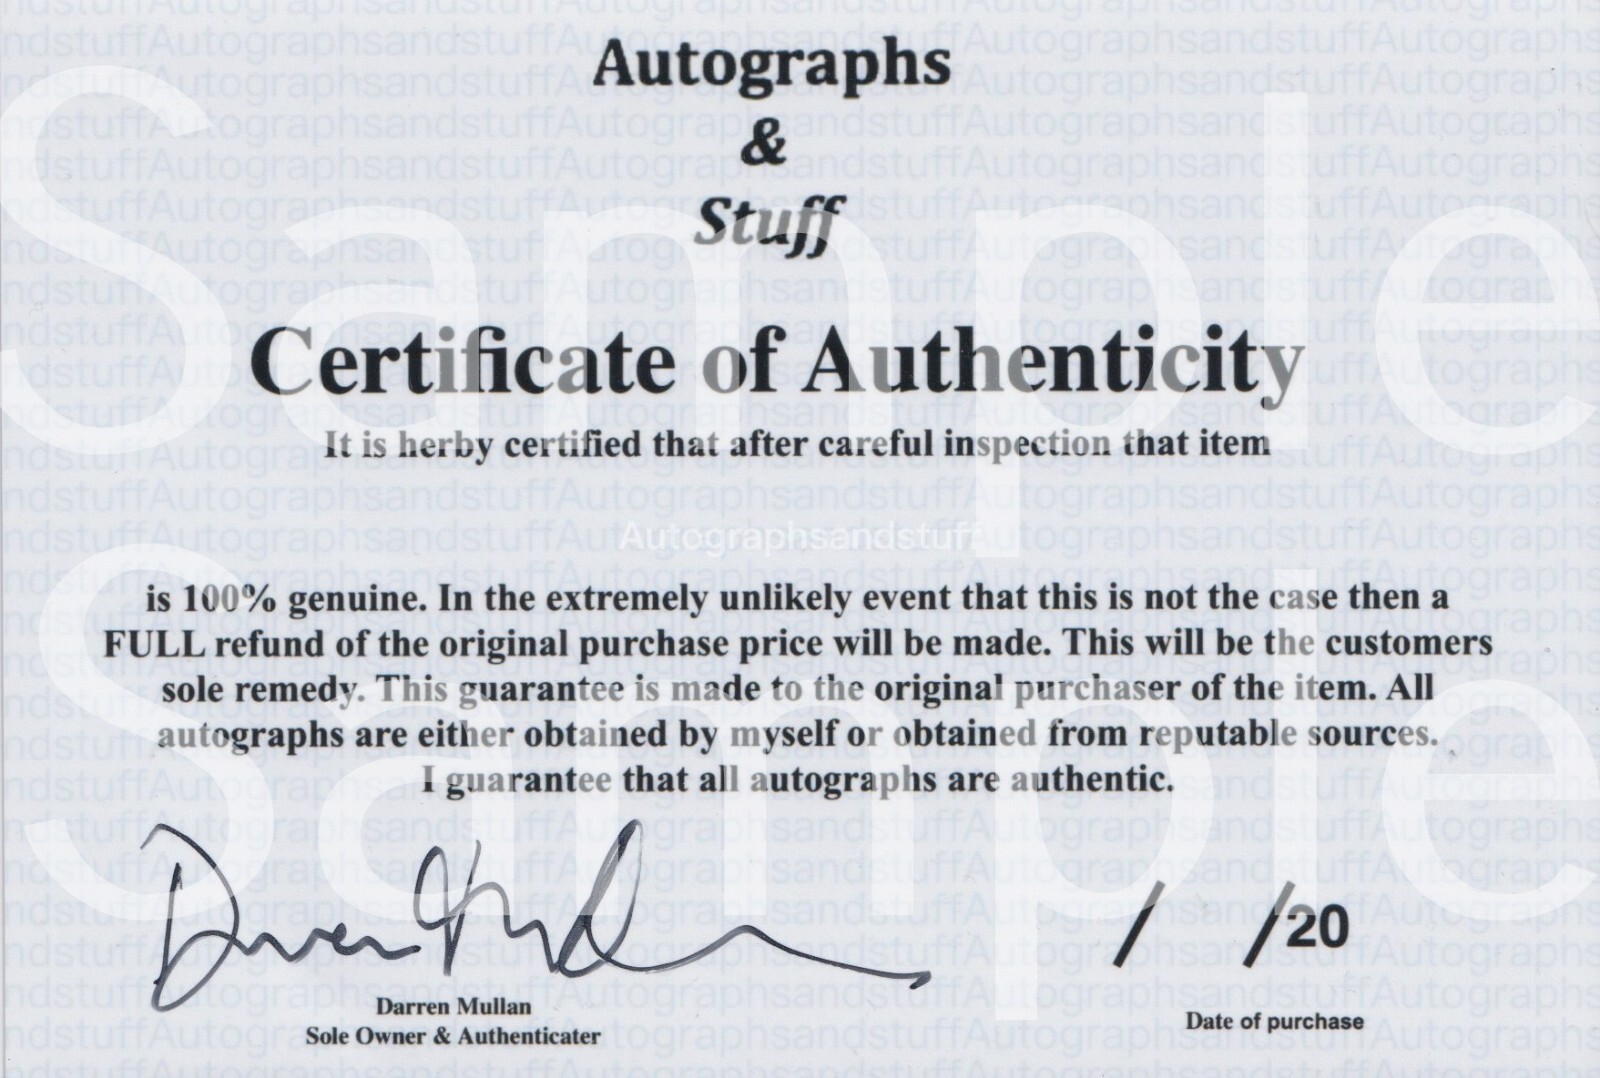 Autographs
&
Stuff
Certificate of Authenticity
It is herby certified that after careful inspection that item
Autographsandstuff
is 100% genuine. In the extremely unlikely event that this is not the case then a
FULL refund of the original purchase price will be made. This will be the customers
sole remedy. This guarantee is made to the original purchaser of the item. All
autographs are either obtained by myself or obtained from reputable sources.
I guarantee that all autographs are authentic.
/ /20
Darren Mullan
Sole Owner & Authenticater
Date of purchase
Sample
Sample